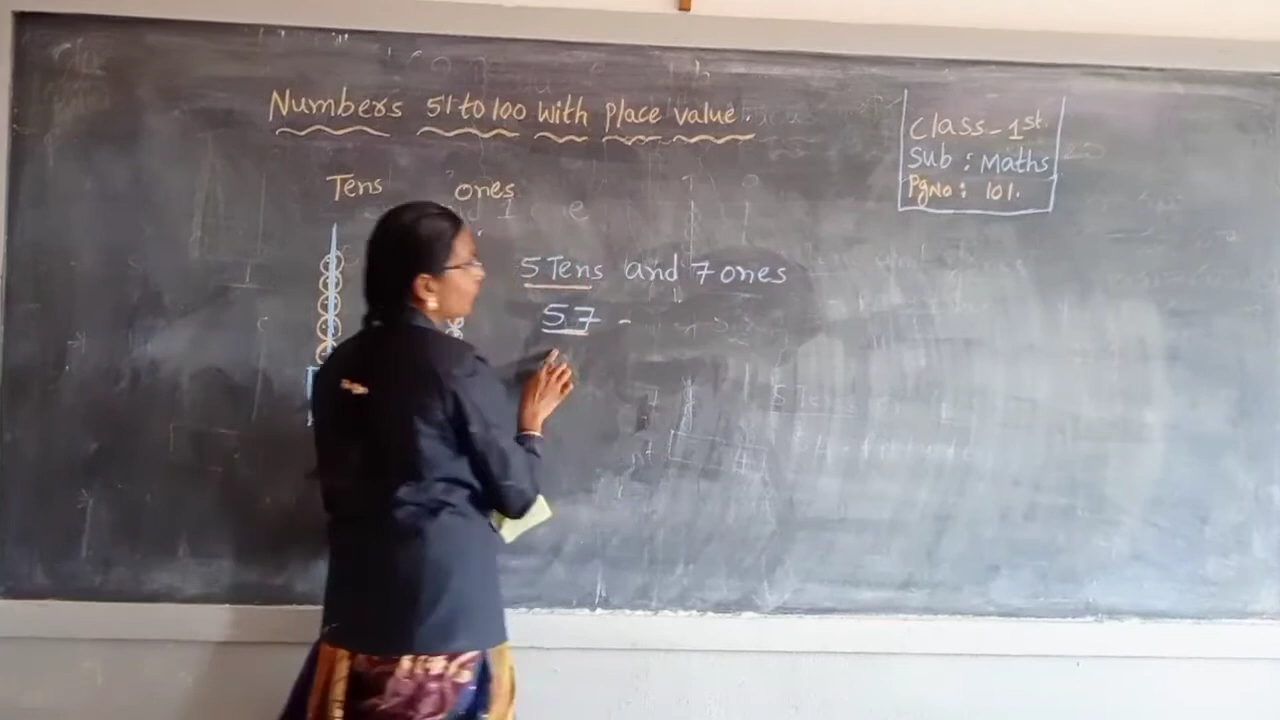 Numbers 51 to 100 with place value.
Class - 1st.
Sub : Maths
Pg No : 101.
Tens ones
5 Tens and 7 ones
57 -